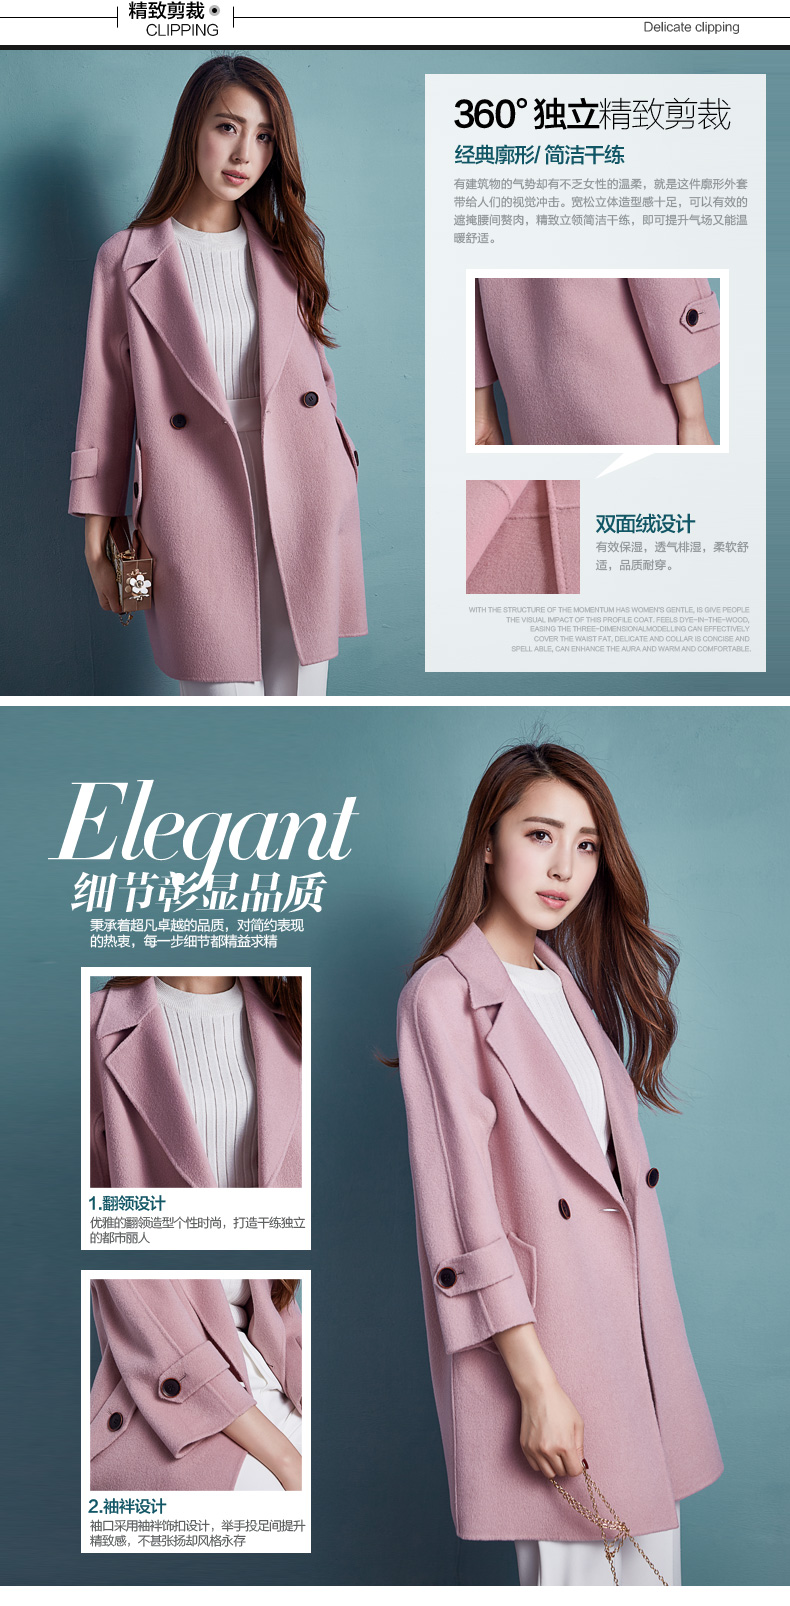 精致剪裁
CLIPPING
Delicate clipping
360°独立精致剪裁
经典廓形/简洁干练
有建筑物的气势却有不乏女性的温柔，就是这件廓形外套
带给人们的视觉冲击。宽松立体造型感十足，可以有效的
遮掩腰间赘肉，精致立领简洁干练，即可提升气场又能温
暖舒适。
双面绒设计
有效保湿，透气排湿，柔软舒
适，品质耐穿。
WITH THE STRUCTURE OF THE MOMENTUM HAS WOMEN'S GENTLE, IS GIVE PEOPLE
THE VISUAL IMPACT OF THIS PROFILE COAT. FEELS DYE-IN-THE-WOOD,
EASING THE THREE-DIMENSIONALMODELLING CAN EFFECTIVELY
COVER THE WAIST FAT, DELICATE AND COLLAR IS CONCISE AND
SPELL ABLE, CAN ENHANCE THE AURA AND WARM AND COMFORTABLE.
Elegant
细节彰显品质
秉承着超凡卓越的品质，对简约表现
的热衷，每一步细节都精益求精
1.翻领设计
优雅的翻领造型个性时尚，打造干练独立
的都市丽人
2.袖袢设计
袖口采用袖袢饰扣设计，举手投足间提升
精致感，不甚张扬却风格永存